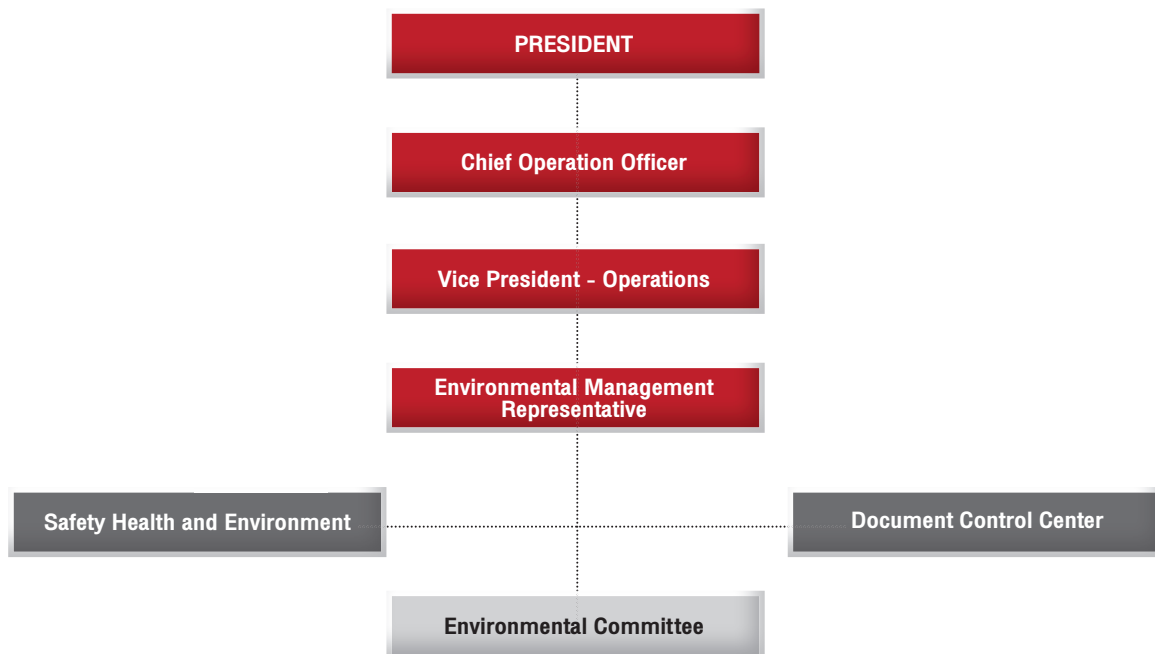 PRESIDENT
Chief Operation Officer
Vice President - Operations
Environmental Management
Representative
Safety Health and Environment
Document Control Center
Environmental Committee